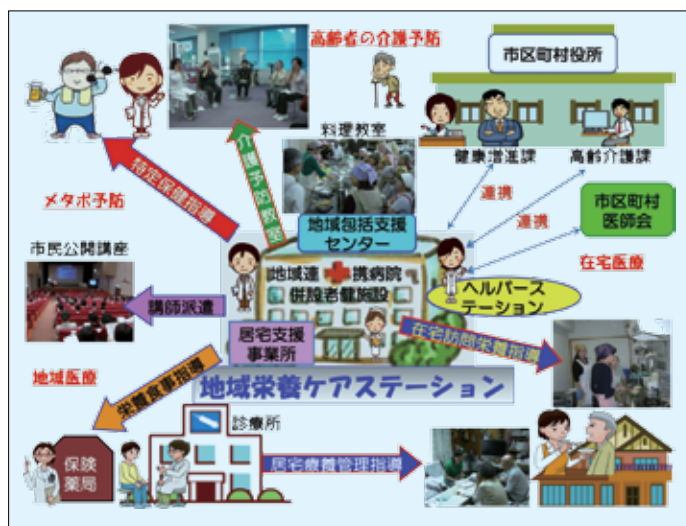 高齢者の介護予防
市区町村役所
料理教室
健康増進課
高齢介護課
介護予防教室
特定保健指導
メタボ予防
連携
連携
市区町村
医師会
地域包括支援
センター
市民公開講座
地域連携病院
併設老健施設
在宅医療
ヘルパース
テーション
講師派遣
居宅支援
事業所
在宅訪問栄養指導
地域医療
栄養食事指導
地域栄養ケアステーション
診療所
保険
薬局
居宅療養管理指導